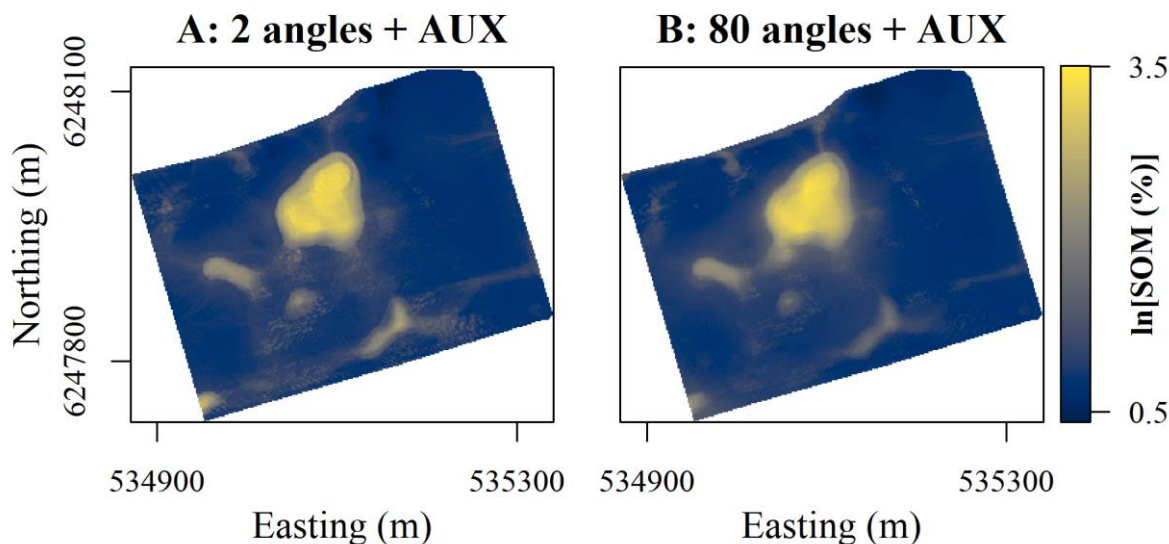 A: 2 angles + AUX
B: 80 angles + AUX
6248100
6247800
Northing (m)
534900
535300
534900
535300
Easting (m)
Easting (m)
3.5
0.5
ln[SOM (%)]